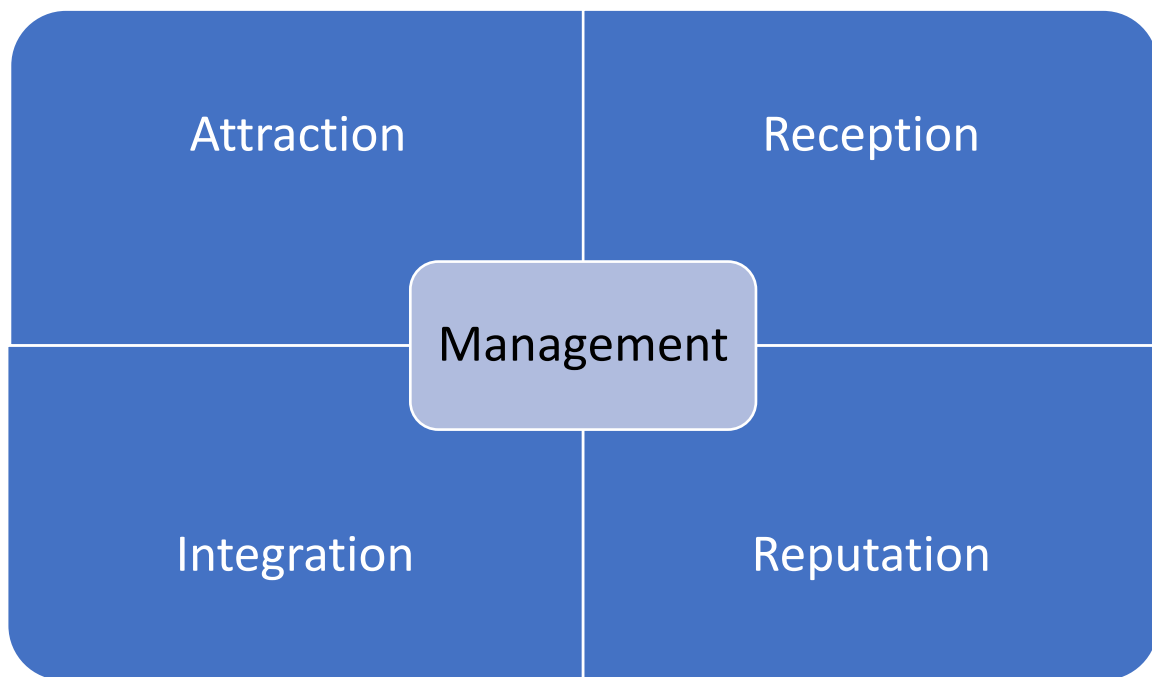 Attraction
Reception
Management
Integration
Reputation